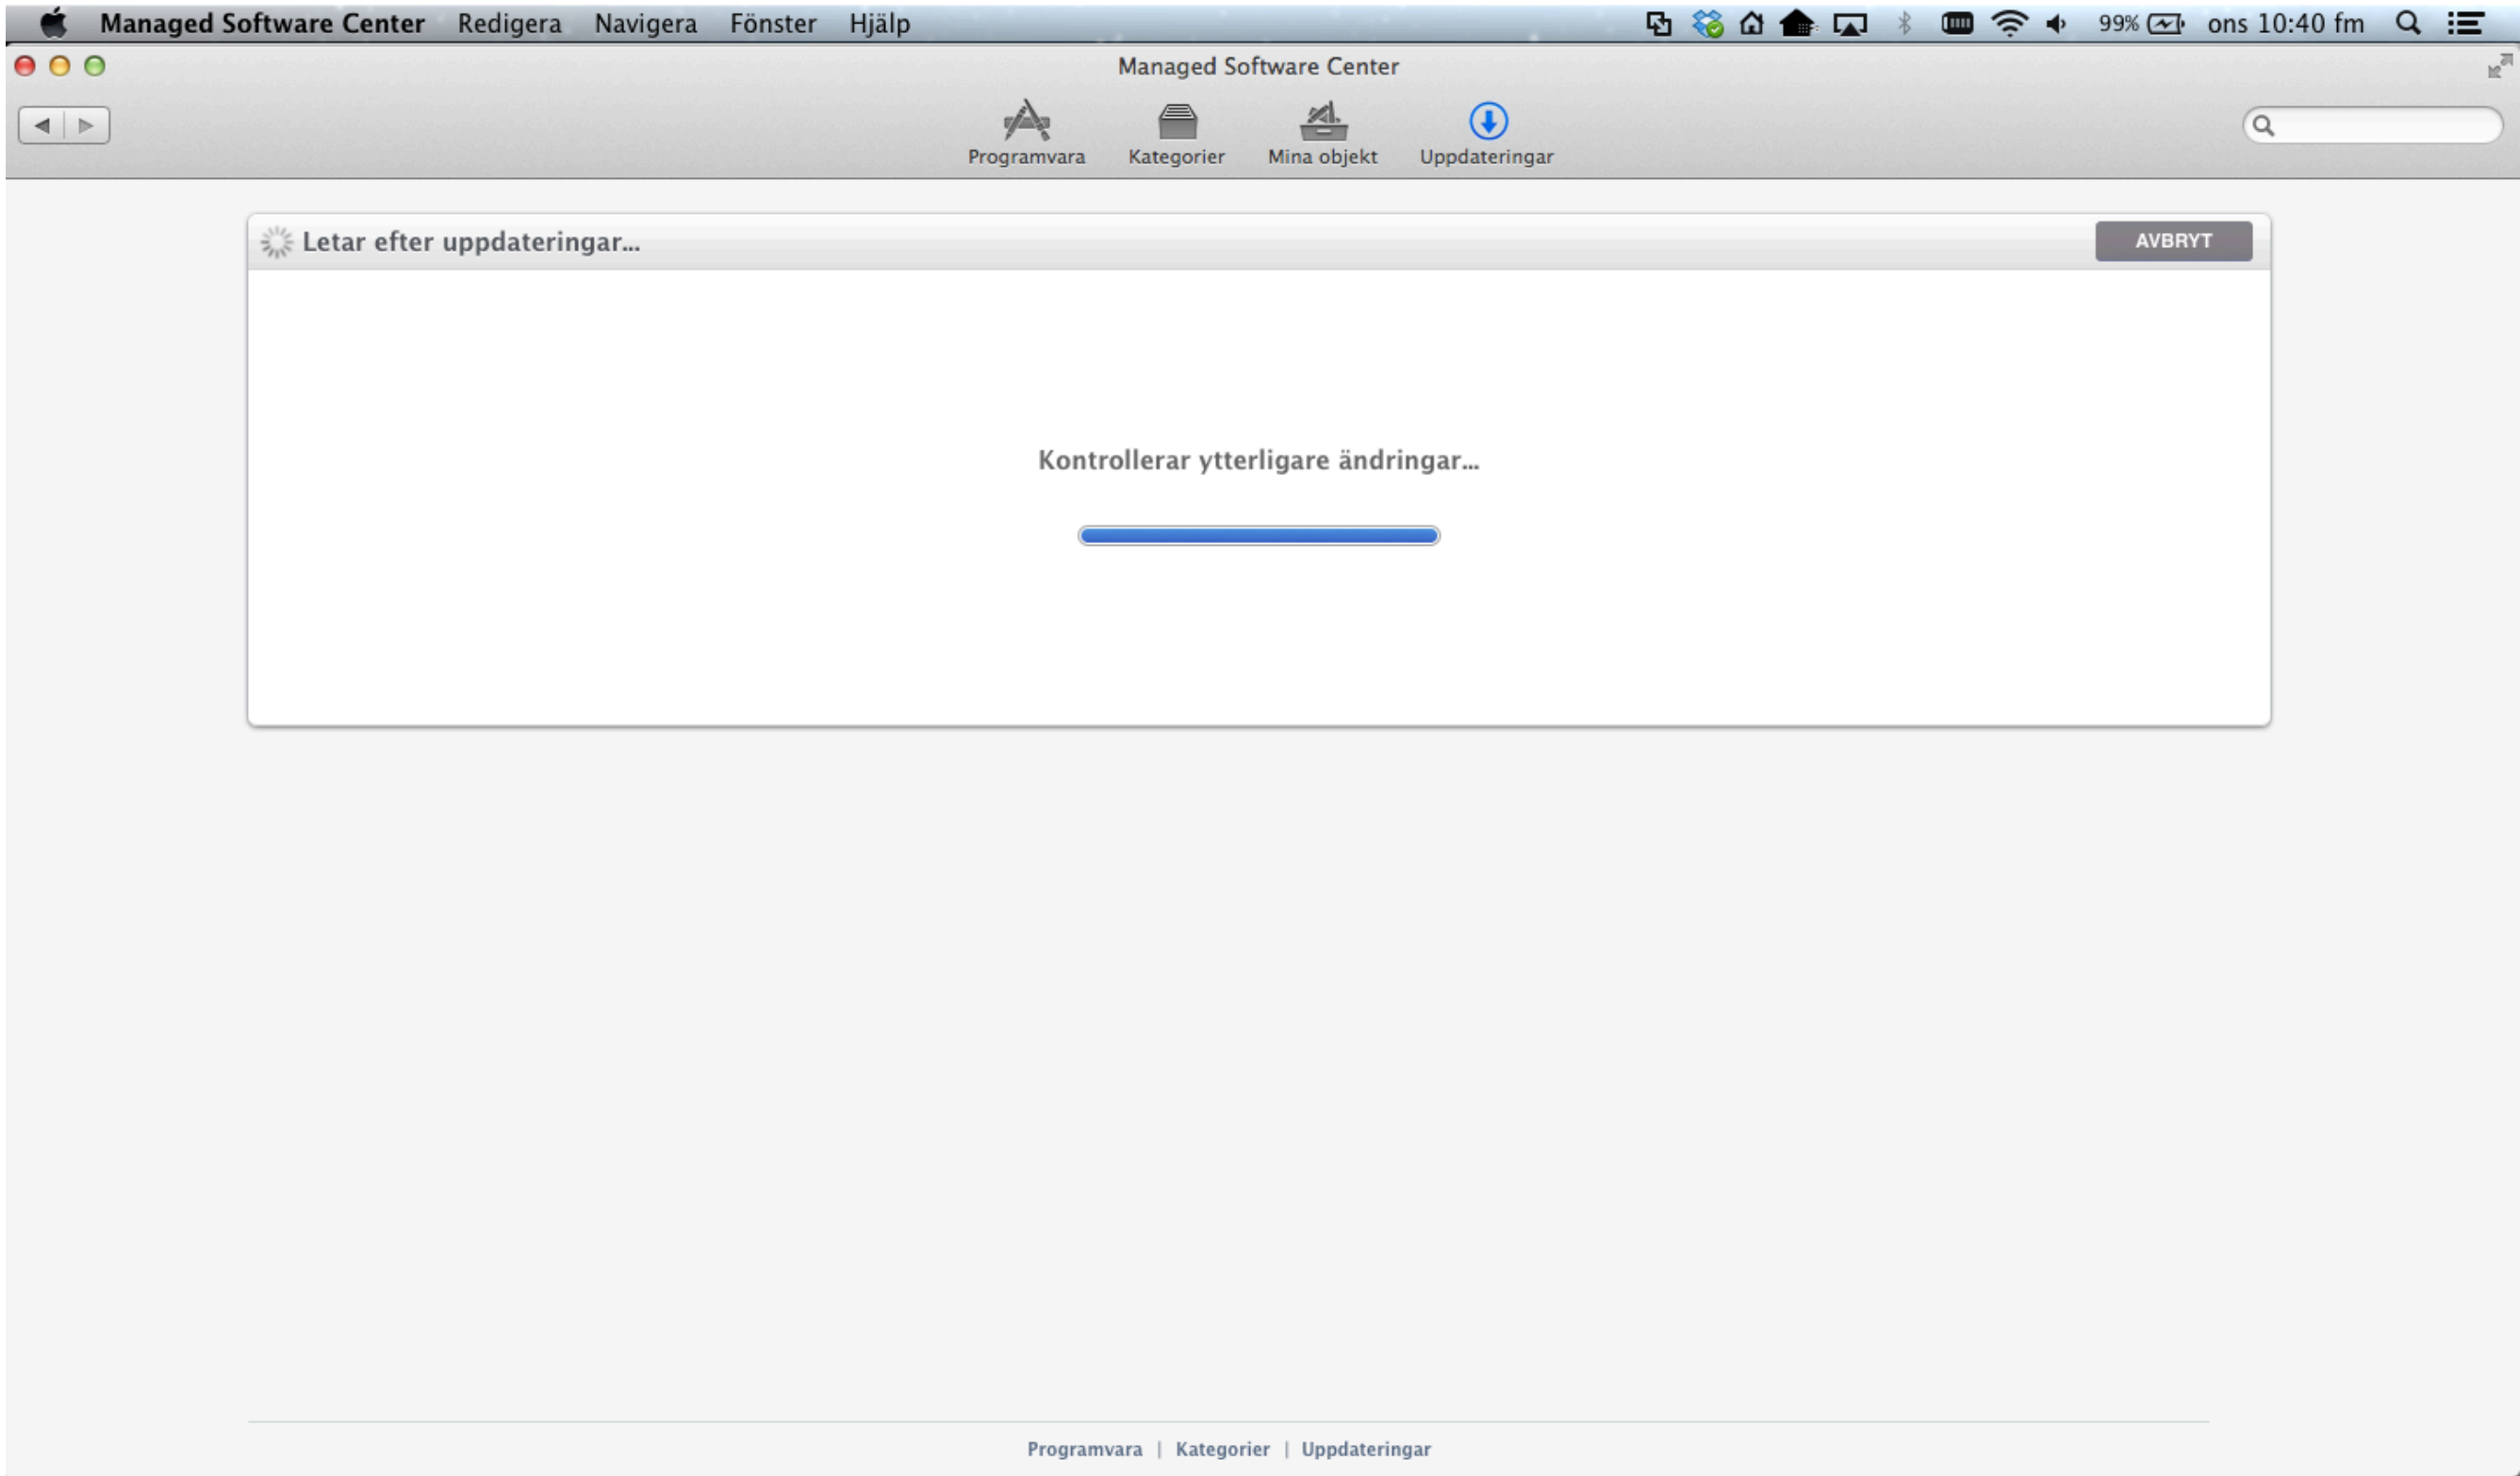 Managed Software Center Redigera Navigera Fönster Hjälp 99% ons 10:40 fm
Managed Software Center
Programvara Kategorier Mina objekt Uppdateringar
Letar efter uppdateringar... AVBRYT
Kontrollerar ytterligare ändringar...
Programvara | Kategorier | Uppdateringar